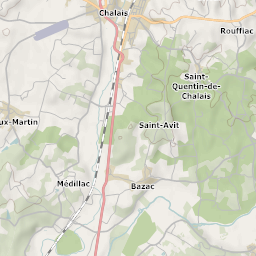 Chalais
Rouffiac
Saint-
Quentin-de-
Chalais
ux-Martin
Saint-Avit
Médillac
Bazac